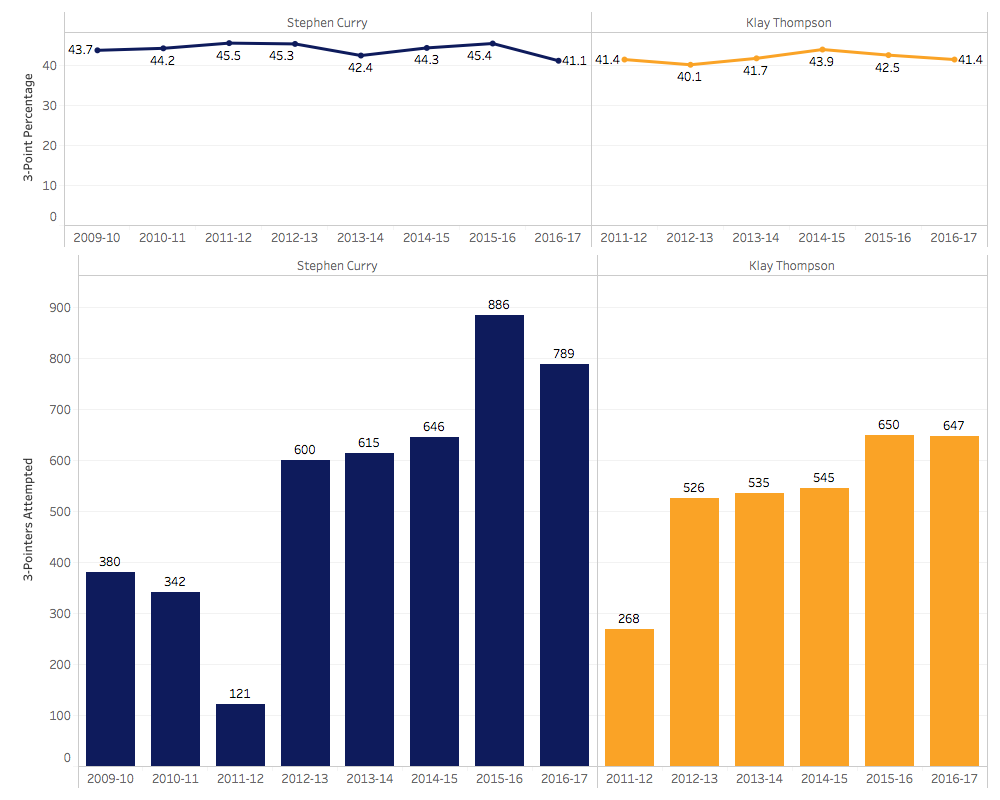 Stephen Curry Klay Thompson
43.7 44.2 45.5 45.3 42.4 44.3 45.4 41.1 41.4 40.1 41.7 43.9 42.5 41.4
3-Point Percentage
40
30
20
10
0
2009-10 2010-11 2011-12 2012-13 2013-14 2014-15 2015-16 2016-17 2011-12 2012-13 2013-14 2014-15 2015-16 2016-17
Stephen Curry Klay Thompson
3-Pointers Attempted
900
800
700
600
500
400
300
200
100
0
380 342 121 600 615 646 886 789 268 526 535 545 650 647
2009-10 2010-11 2011-12 2012-13 2013-14 2014-15 2015-16 2016-17 2011-12 2012-13 2013-14 2014-15 2015-16 2016-17